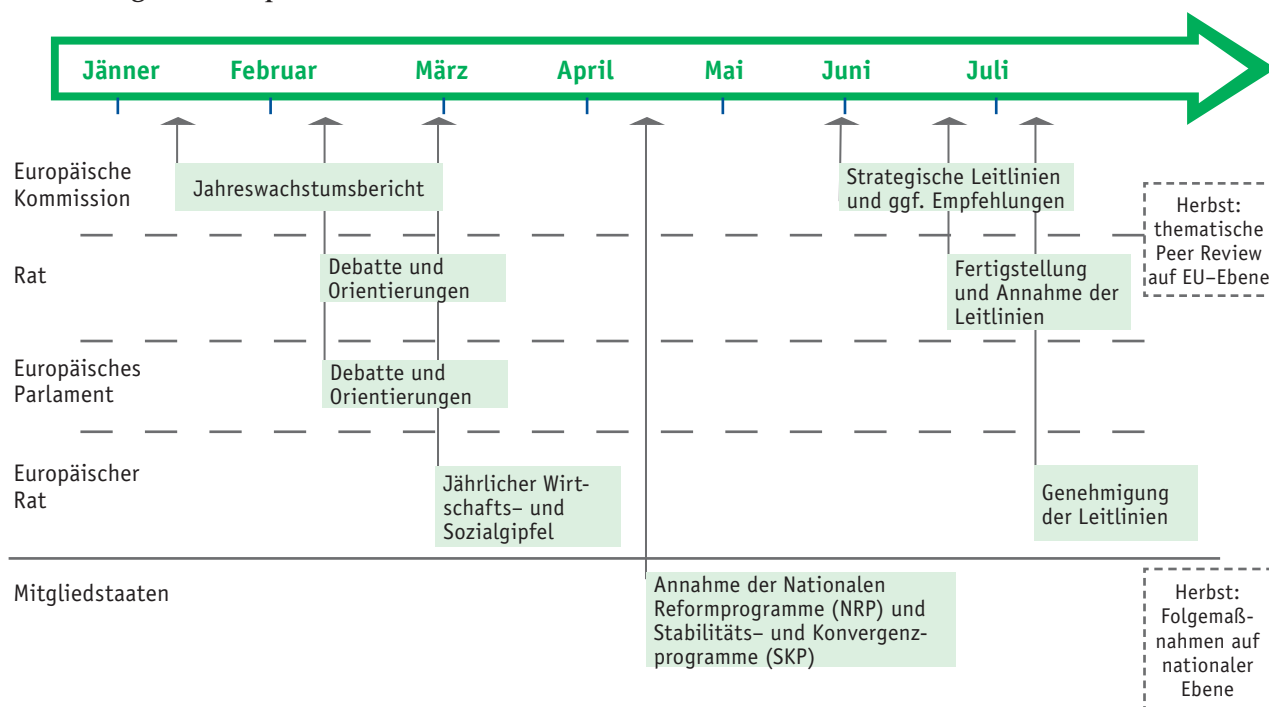 Jänner Februar März April Mai Juni Juli
Europäische
Kommission
Jahreswachstumsbericht
Strategische Leitlinien
und ggf. Empfehlungen
Herbst:
thematische
Peer Review
auf EU–Ebene
Rat
Debatte und
Orientierungen
Fertigstellung
und Annahme der
Leitlinien
Europäisches
Parlament
Debatte und
Orientierungen
Europäischer
Rat
Jährlicher Wirt-
schafts– und
Sozialgipfel
Genehmigung
der Leitlinien
Mitgliedstaaten
Annahme der Nationalen
Reformprogramme (NRP) und
Stabilitäts– und Konvergenz-
programme (SKP)
Herbst:
Folgemaß-
nahmen auf
nationaler
Ebene